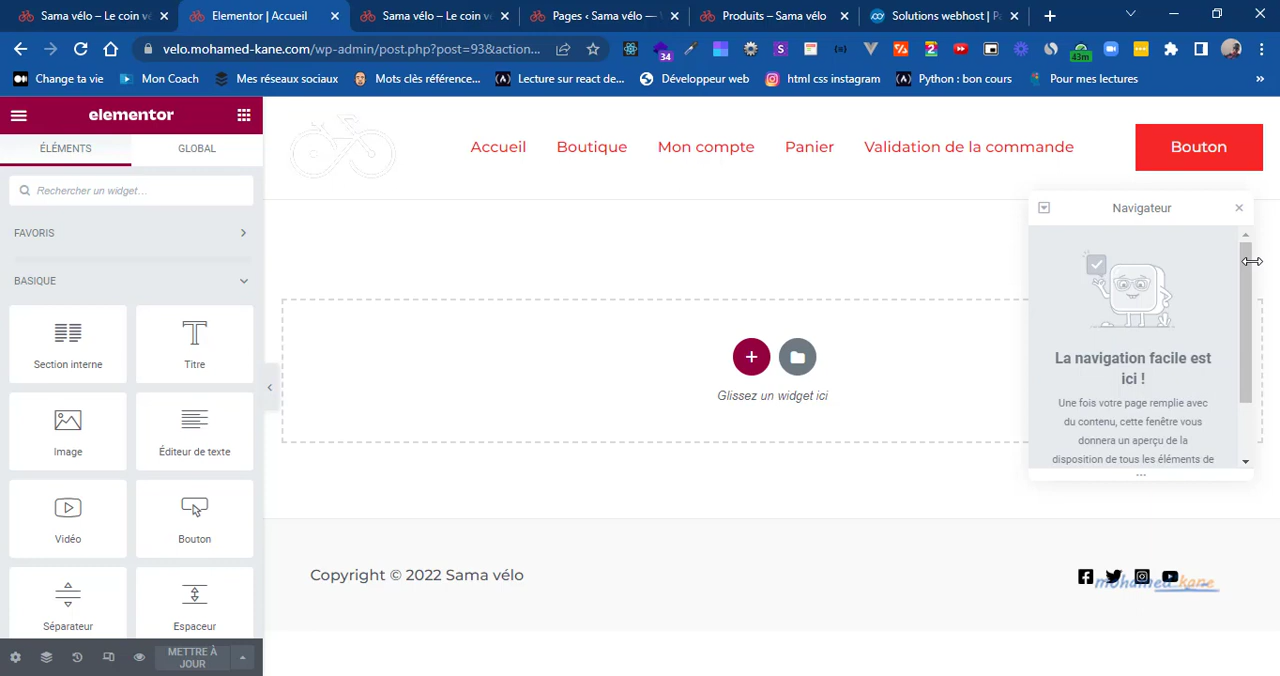 Sama vélo – Le coin v
Elementor | Accueil
Sama vélo – Le coin v
Pages ‹ Sama vélo —
Produits – Sama vélo
Solutions webhost | P
velo.mohamed-kane.com/wp-admin/post.php?post=93&action...
34
43m
Change ta vie
Mon Coach
Mes réseaux sociaux
Mots clés référence...
Lecture sur react de...
Développeur web
html css instagram
Python : bon cours
Pour mes lectures
elementor
ÉLÉMENTS
GLOBAL
Rechercher un widget...
FAVORIS
BASIQUE
Section interne
Titre
Image
Éditeur de texte
Vidéo
Bouton
Séparateur
Espaceur
METTRE À
JOUR
Accueil
Boutique
Mon compte
Panier
Validation de la commande
Bouton
Glissez un widget ici
Navigateur
La navigation facile est
ici !
Une fois votre page remplie avec
du contenu, cette fenêtre vous
donnera un aperçu de la
disposition de tous les éléments de
Copyright © 2022 Sama vélo
mohamed kane